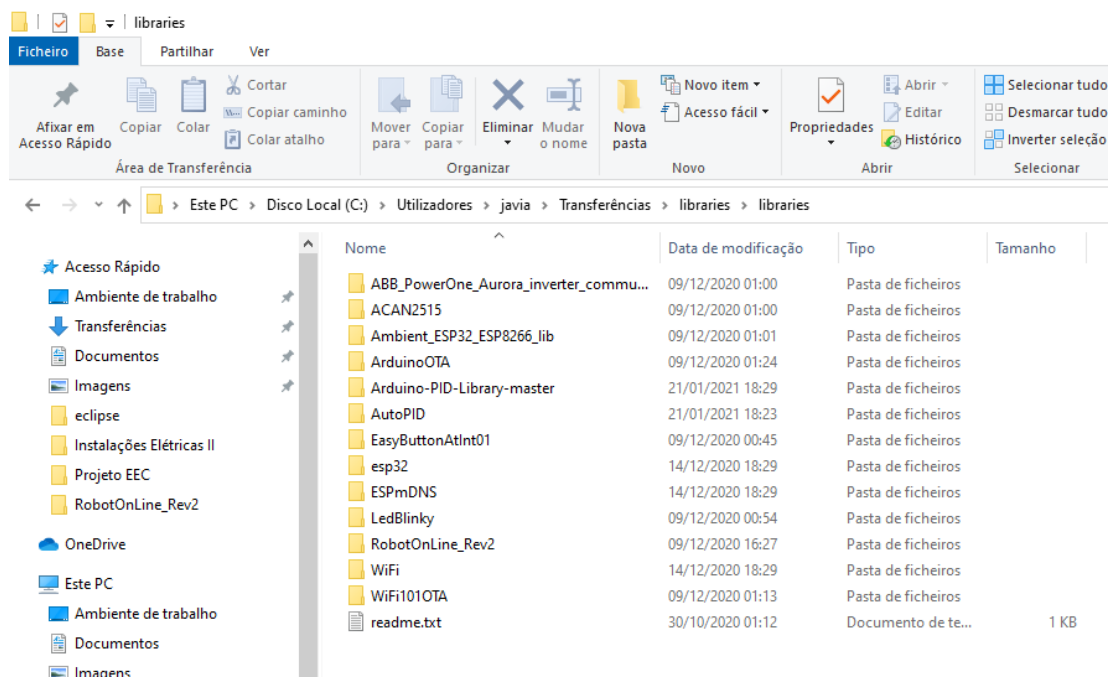 libraries
Ficheiro Base Partilhar Ver
Afixar em Acesso Rápido
Copiar
Colar
Cortar
Copiar caminho
Colar atalho
Área de Transferência
Mover para
Copiar para
Eliminar
Mudar o nome
Organizar
Nova pasta
Novo item
Acesso fácil
Novo
Propriedades
Abrir
Editar
Histórico
Abrir
Selecionar tudo
Desmarcar tudo
Inverter seleção
Selecionar
Este PC > Disco Local (C:) > Utilizadores > javia > Transferências > libraries > libraries
Acesso Rápido
Ambiente de trabalho
Transferências
Documentos
Imagens
eclipse
Instalações Elétricas II
Projeto EEC
RobotOnLine_Rev2
OneDrive
Este PC
Ambiente de trabalho
Documentos
Imagens
Nome Data de modificação Tipo Tamanho
ABB_PowerOne_Aurora_inverter_commu... 09/12/2020 01:00 Pasta de ficheiros
ACAN2515 09/12/2020 01:00 Pasta de ficheiros
Ambient_ESP32_ESP8266_lib 09/12/2020 01:01 Pasta de ficheiros
ArduinoOTA 09/12/2020 01:24 Pasta de ficheiros
Arduino-PID-Library-master 21/01/2021 18:29 Pasta de ficheiros
AutoPID 21/01/2021 18:23 Pasta de ficheiros
EasyButtonAtInt01 09/12/2020 00:45 Pasta de ficheiros
esp32 14/12/2020 18:29 Pasta de ficheiros
ESPmDNS 14/12/2020 18:29 Pasta de ficheiros
LedBlinky 09/12/2020 00:54 Pasta de ficheiros
RobotOnLine_Rev2 09/12/2020 16:27 Pasta de ficheiros
WiFi 14/12/2020 18:29 Pasta de ficheiros
WiFi101OTA 09/12/2020 01:13 Pasta de ficheiros
readme.txt 30/10/2020 01:12 Documento de te... 1 KB